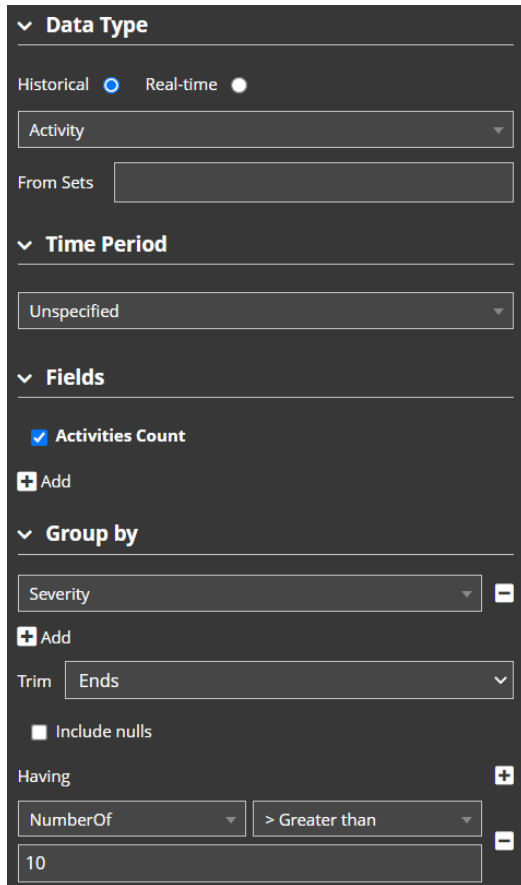 Data Type
Historical Real-time
Activity
From Sets
Time Period
Unspecified
Fields
Activities Count
Add
Group by
Severity
Add
Trim Ends
Include nulls
Having
NumberOf > Greater than
10